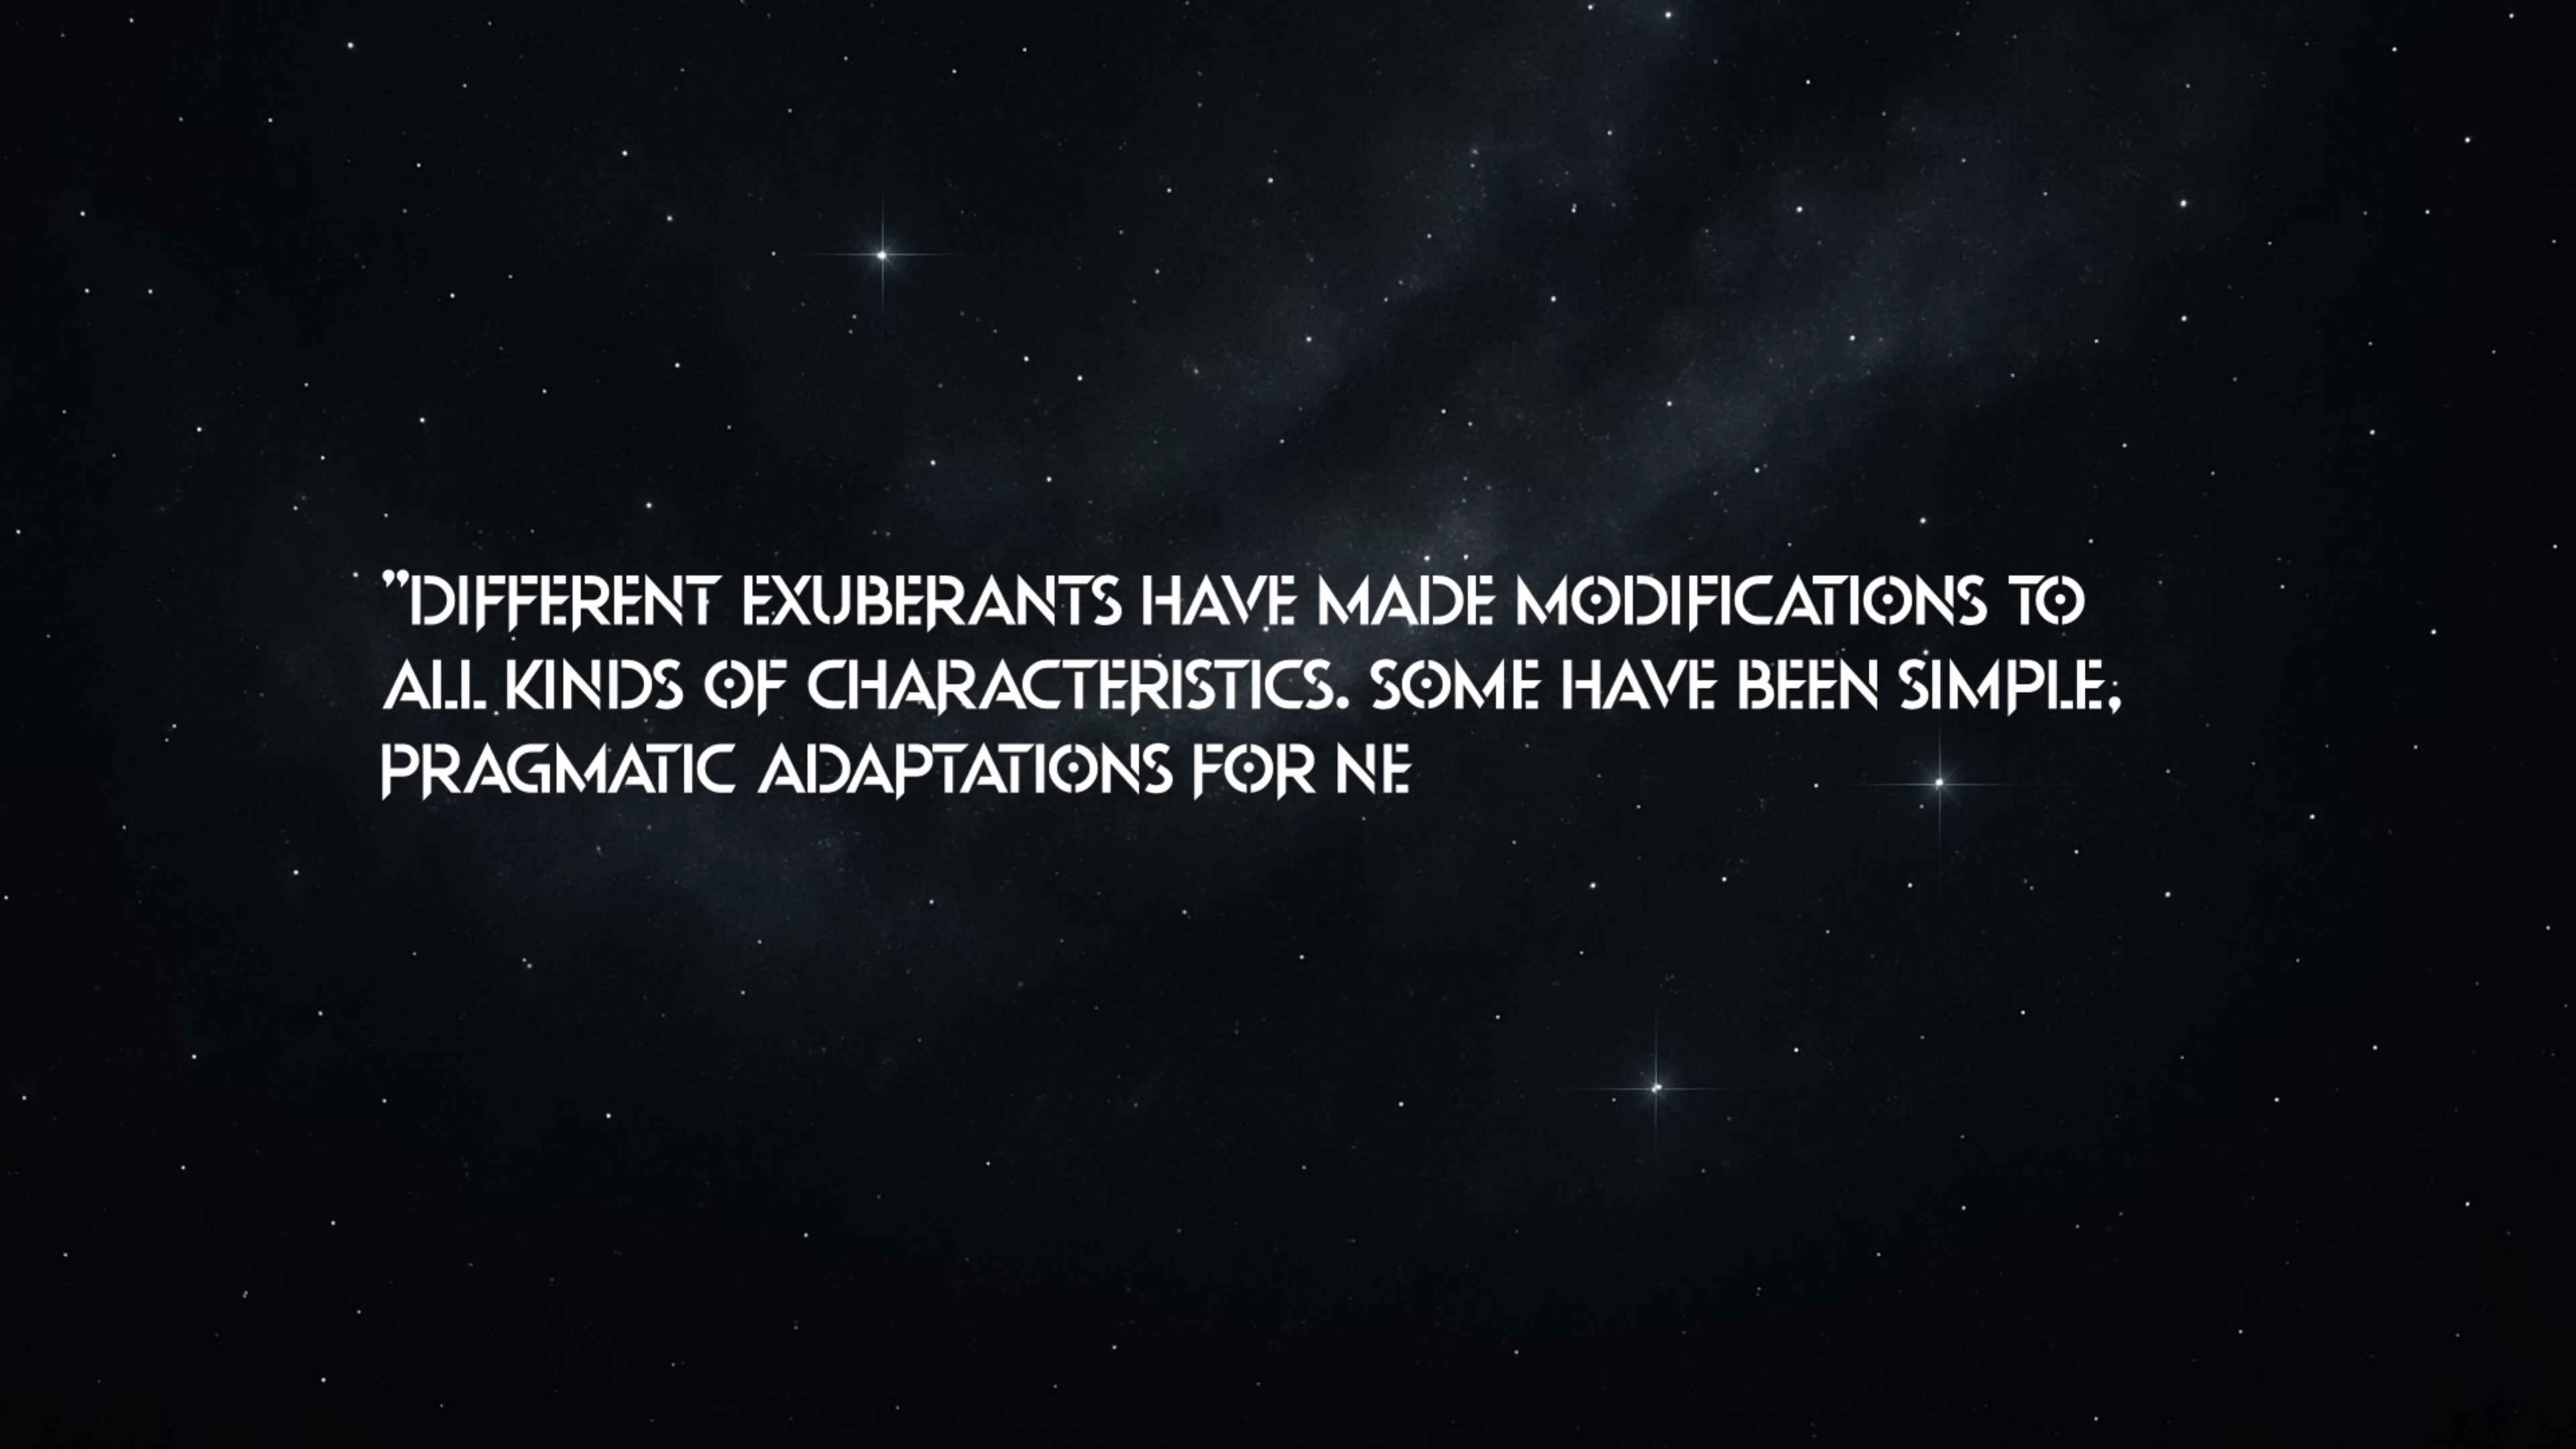 "DIFFERENT EXUBERANTS HAVE MADE MODIFICATIONS TO
ALL KINDS OF CHARACTERISTICS. SOME HAVE BEEN SIMPLE;
PRAGMATIC ADAPTATIONS FOR NE